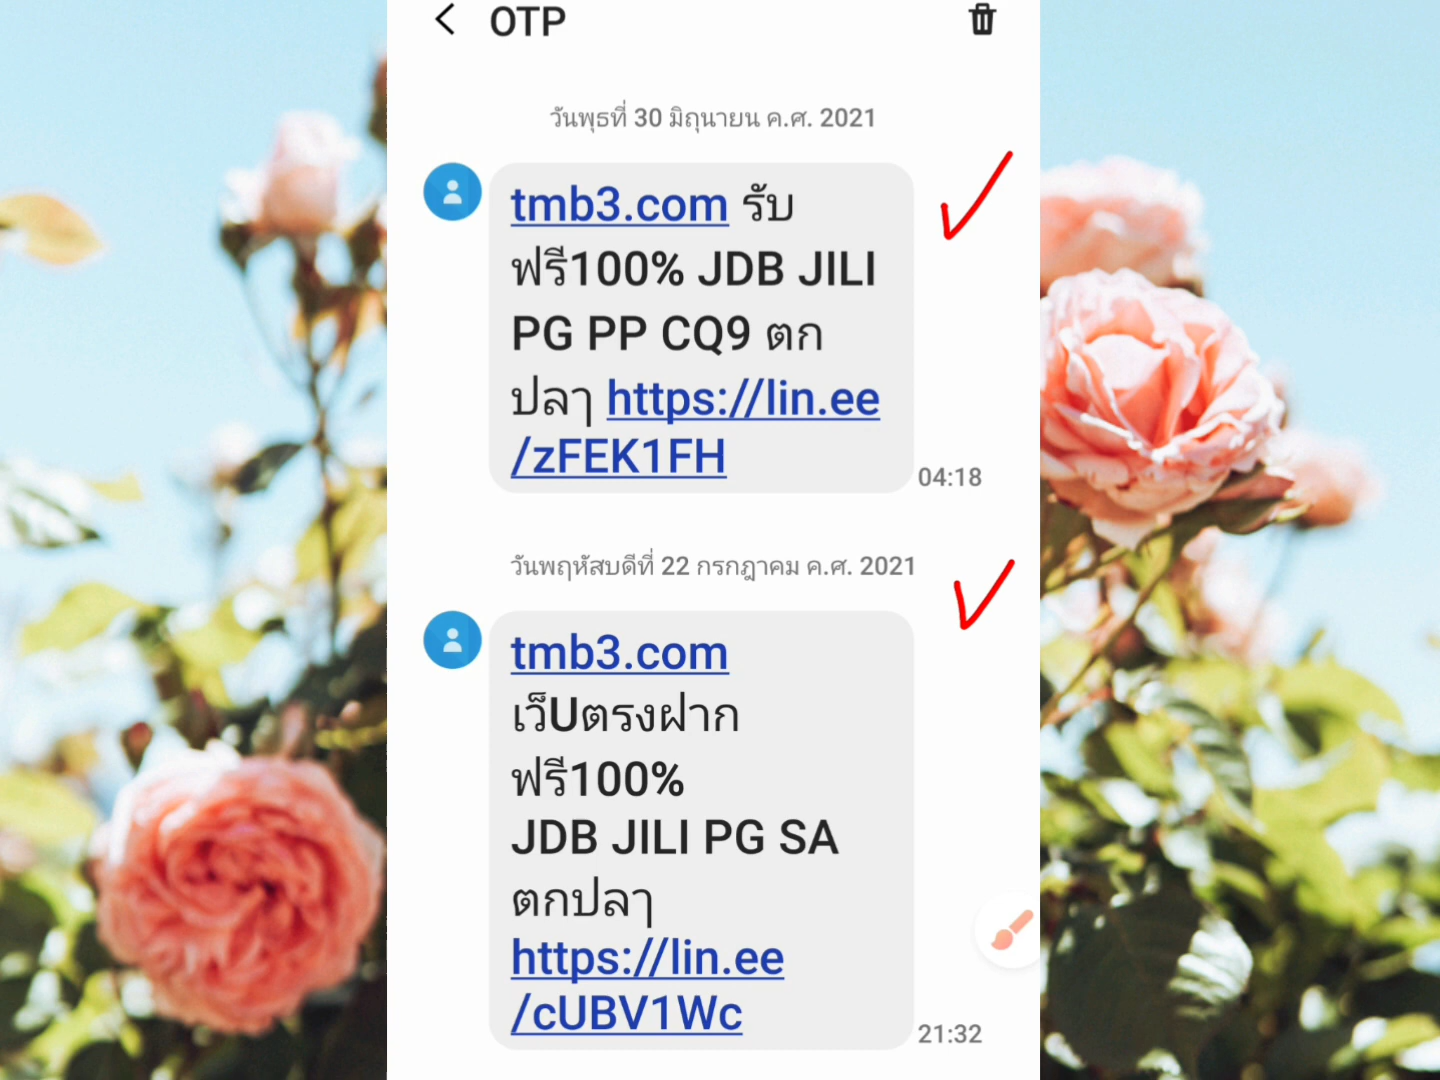 OTP
วันพุธที่ 30 มิถุนายน ค.ศ. 2021
tmb3.com รับ
ฟรี100% JDB JILI
PG PP CQ9 ตก
ปลๅ https://lin.ee
/zFEK1FH
04:18
วันพฤหัสบดีที่ 22 กรกฎาคม ค.ศ. 2021
tmb3.com
เว็Uตรงฝาก
ฟรี100%
JDB JILI PG SA
ตกปลๅ
https://lin.ee
/cUBV1Wc
21:32